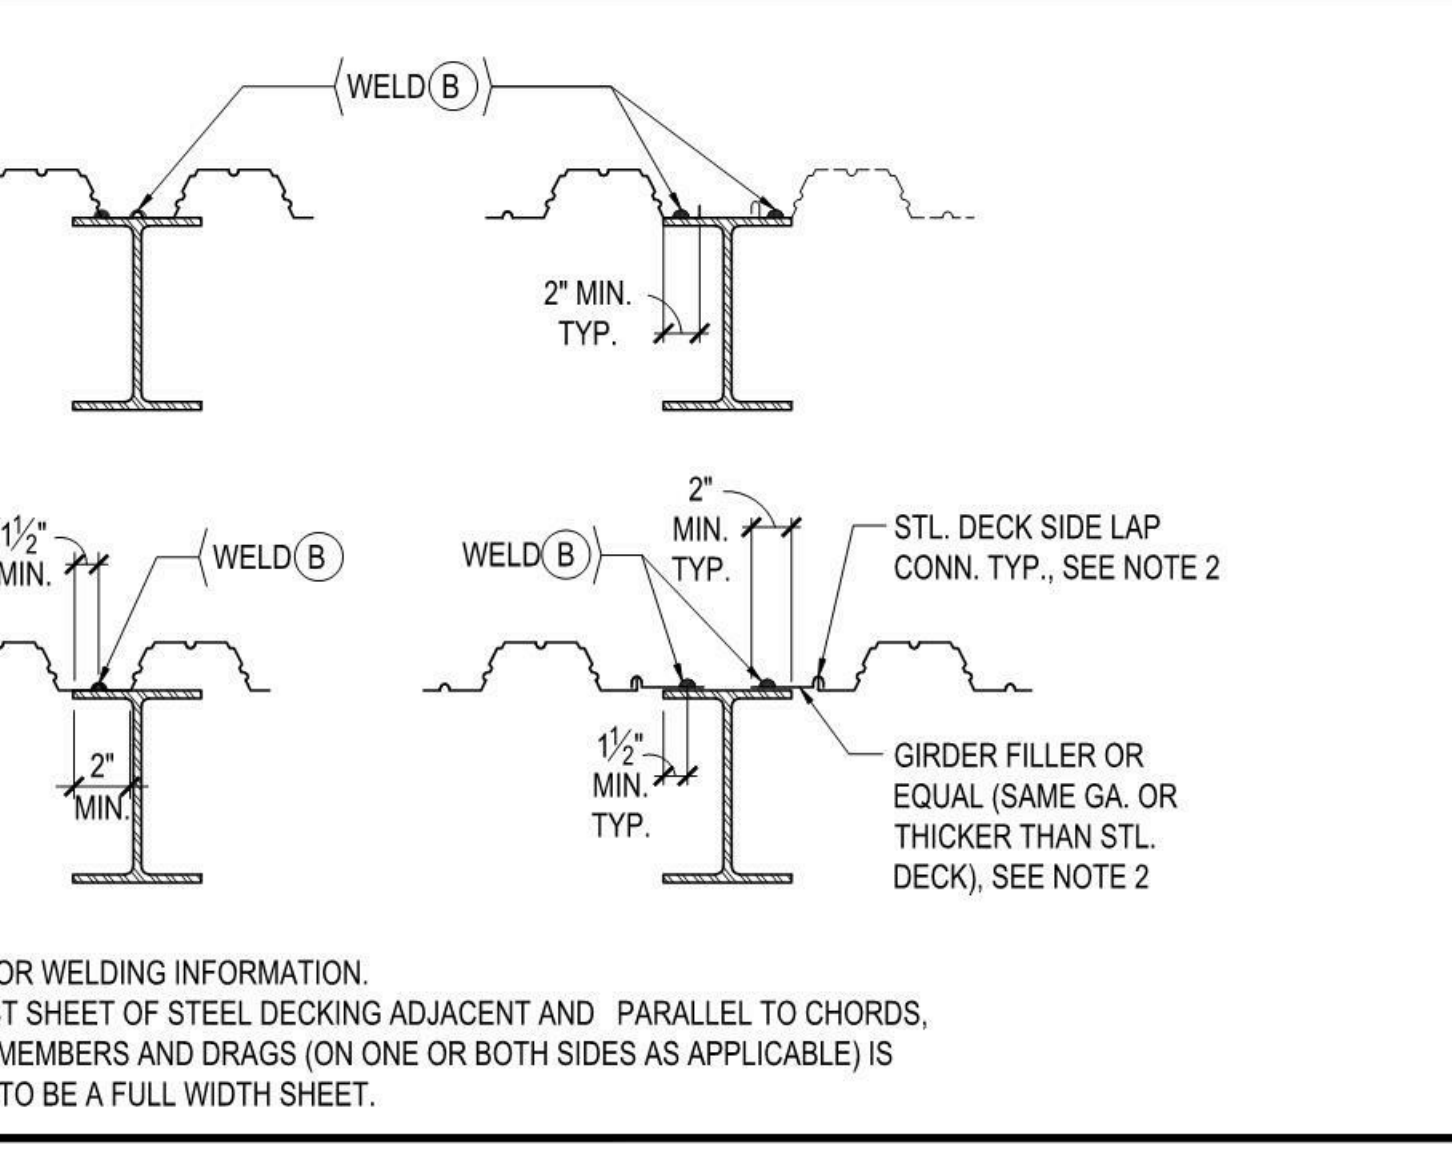 WELD B
2" MIN.
TYP.
1½"
MIN.
WELD B
2"
MIN.
WELD B
2"
MIN.
TYP.
STL. DECK SIDE LAP
CONN. TYP., SEE NOTE 2
1½"
MIN.
TYP.
GIRDER FILLER OR
EQUAL (SAME GA. OR
THICKER THAN STL.
DECK), SEE NOTE 2
OR WELDING INFORMATION.
T SHEET OF STEEL DECKING ADJACENT AND PARALLEL TO CHORDS,
MEMBERS AND DRAGS (ON ONE OR BOTH SIDES AS APPLICABLE) IS
TO BE A FULL WIDTH SHEET.